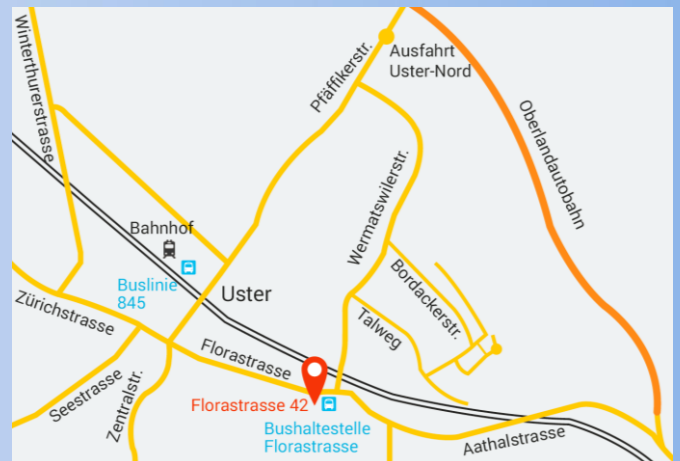 Winterthurerstrasse
Pfäffikerstr.
Ausfahrt
Uster-Nord
Oberlandautobahn
Wermatswilerstr.
Bahnhof
Buslinie
845
Uster
Bordackerstr.
Zürichstrasse
Talweg
Florastrasse
Seestrasse
Zentralstr.
Florastrasse 42
Bushaltestelle
Florastrasse
Aathalstrasse